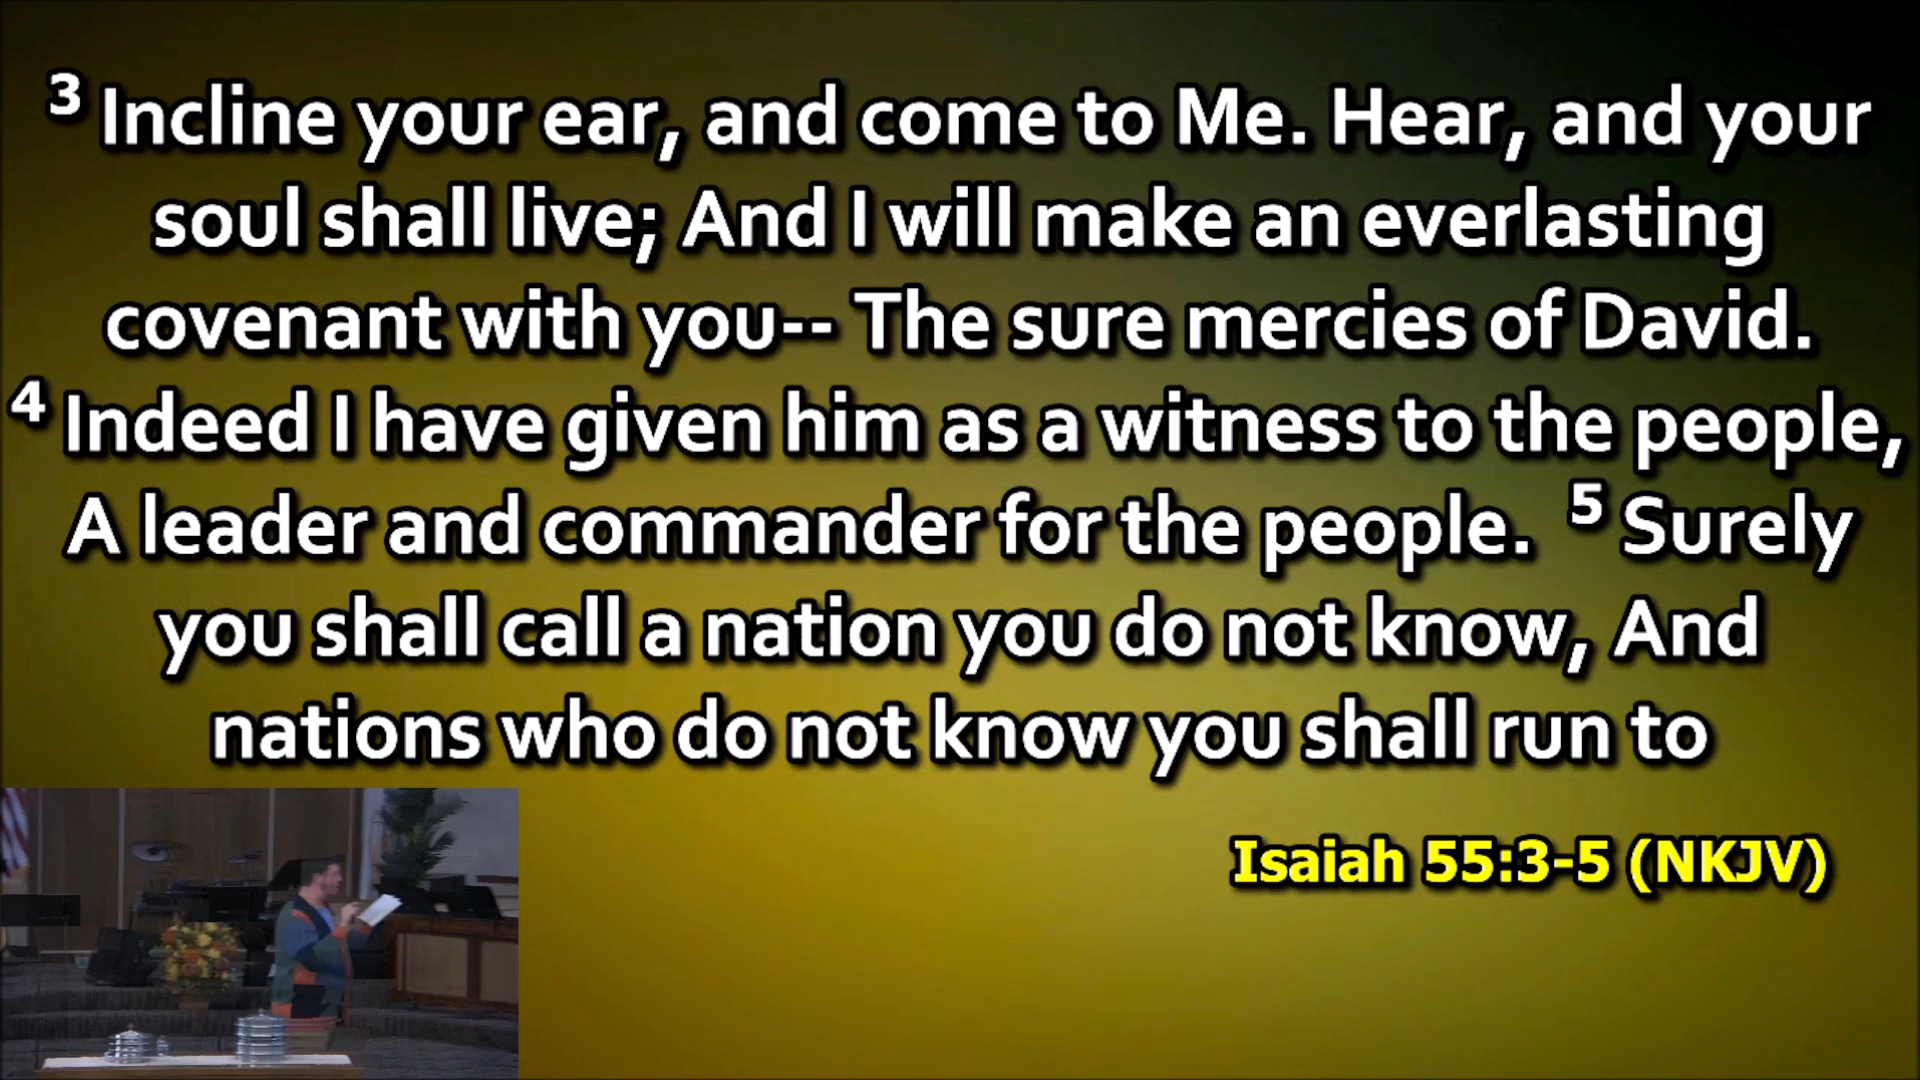 3 Incline your ear, and come to Me. Hear, and your
soul shall live; And I will make an everlasting
covenant with you-- The sure mercies of David.
4 Indeed I have given him as a witness to the people,
A leader and commander for the people. 5 Surely
you shall call a nation you do not know, And
nations who do not know you shall run to
Isaiah 55:3-5 (NKJV)